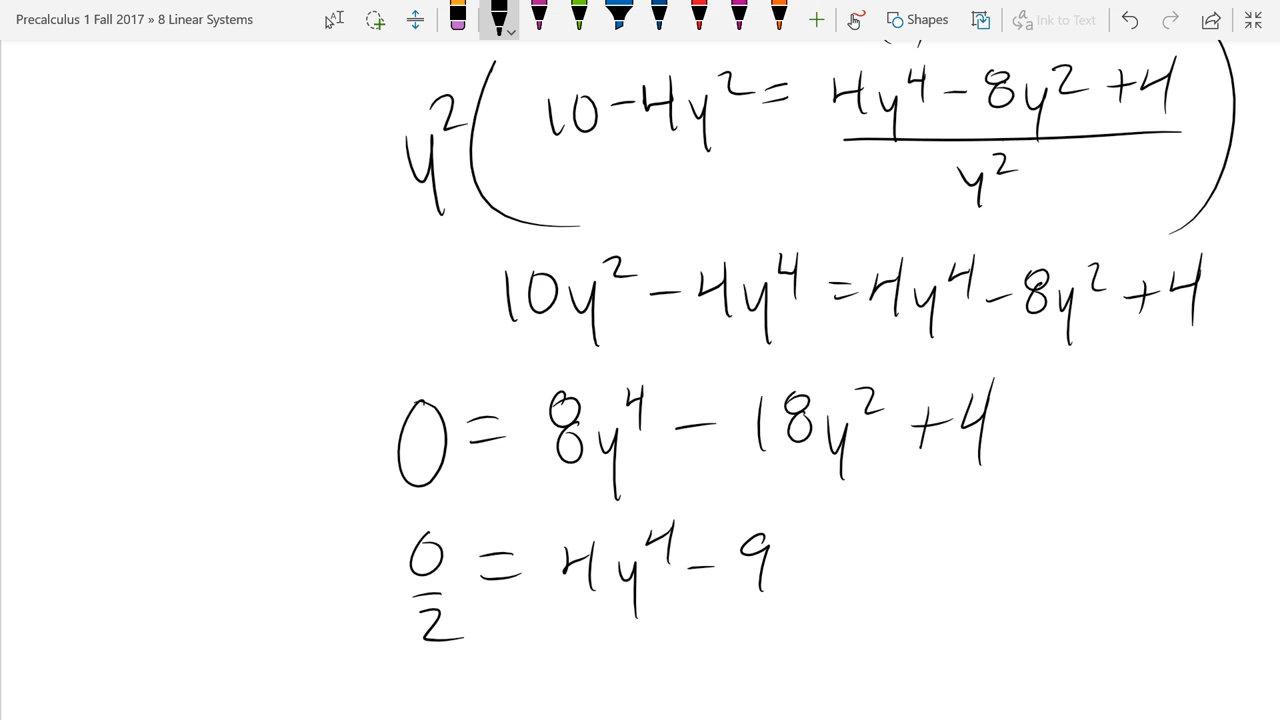 Precalculus 1 Fall 2017 » 8 Linear Systems Shapes Ink to Text
y²( 10 - 4y² = (4y⁴ - 8y² + 4)/y² )
10y² - 4y⁴ = 4y⁴ - 8y² + 4
0 = 8y⁴ - 18y² + 4
0/2 = 4y⁴ - 9